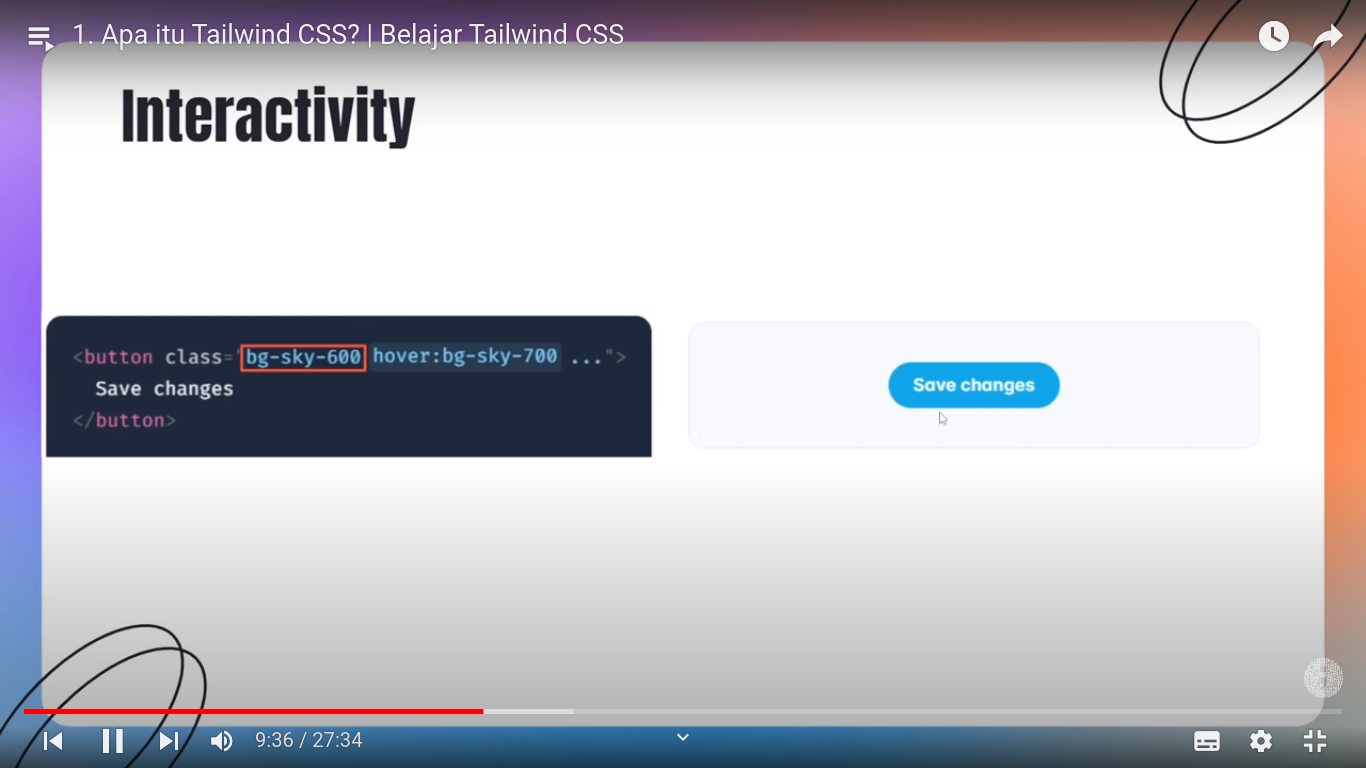 1. Apa itu Tailwind CSS? | Belajar Tailwind CSS
Interactivity
<button class="bg-sky-600 hover:bg-sky-700 ...">
Save changes
</button>
Save changes
9:36 / 27:34